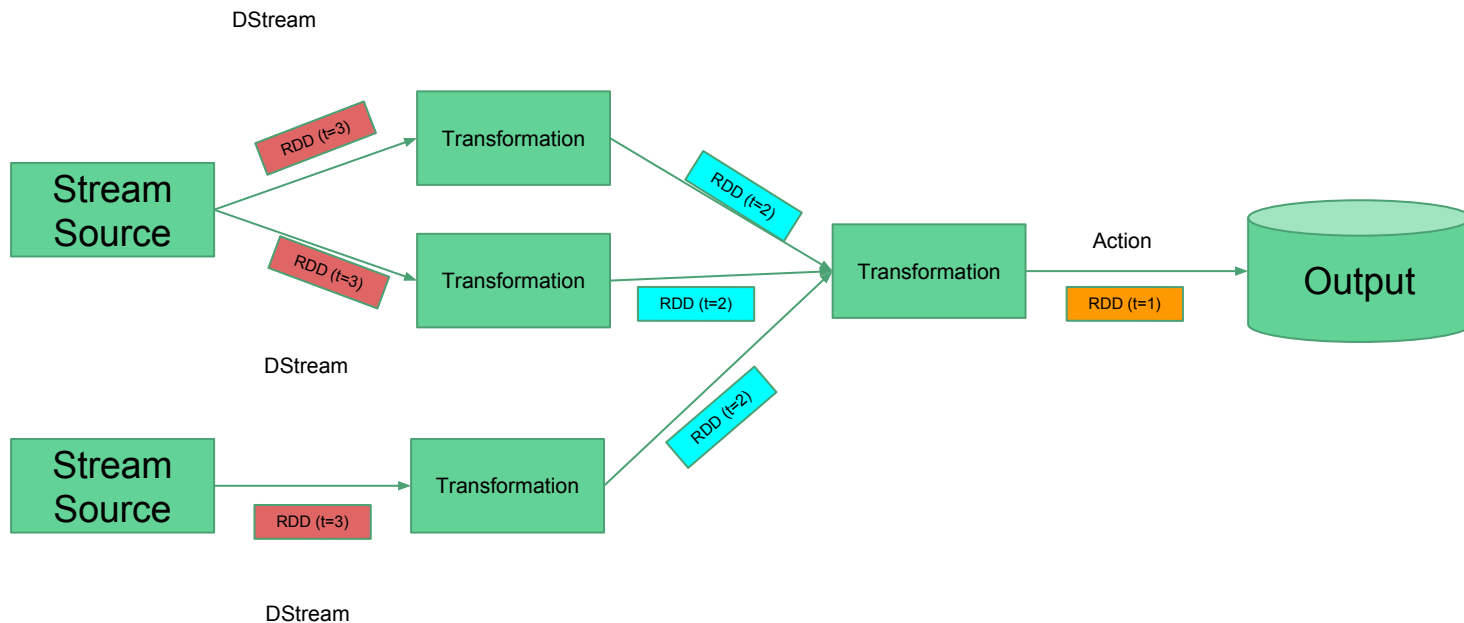 DStream
RDD (t=3)
Transformation
Stream
Source
RDD (t=2)
RDD (t=3)
Transformation
RDD (t=2)
Transformation
Action
RDD (t=1)
Output
DStream
RDD (t=2)
Stream
Source
RDD (t=3)
Transformation
DStream